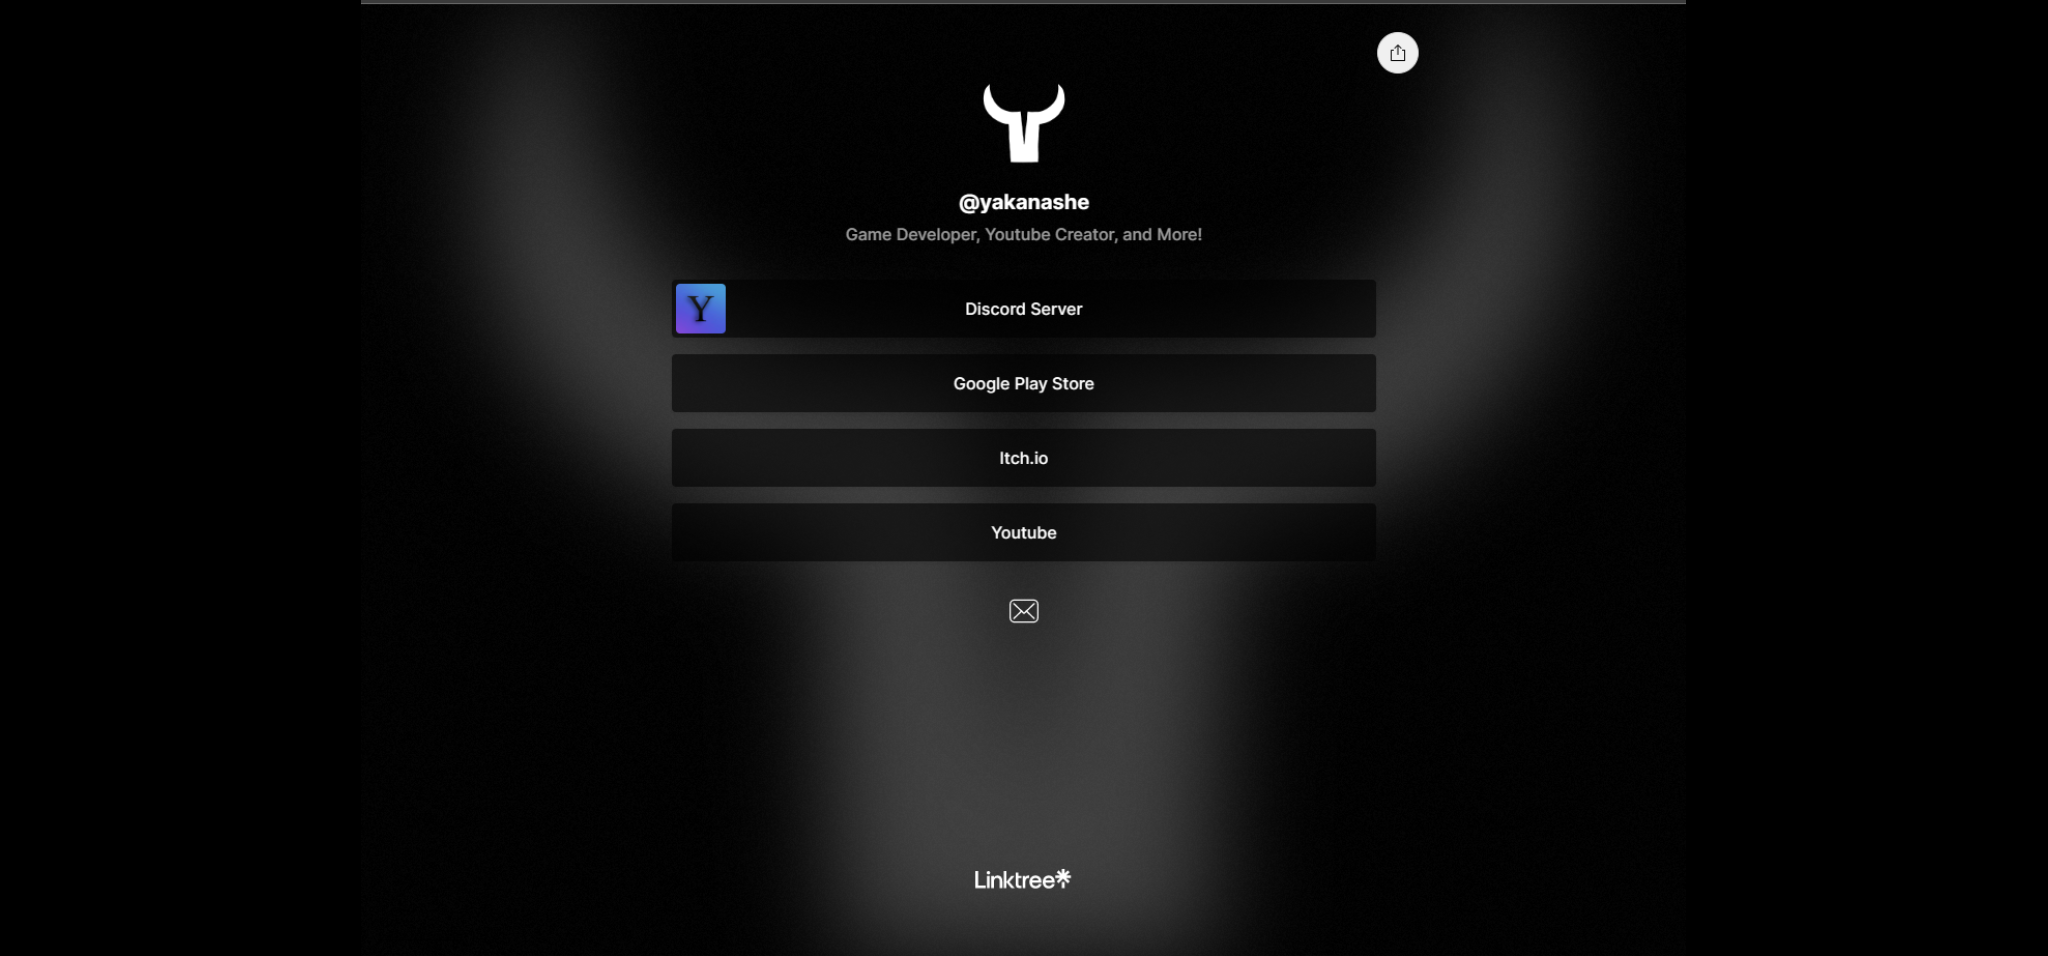 @yakanashe
Game Developer, Youtube Creator, and More!
Y
Discord Server
Google Play Store
Itch.io
Youtube
Linktree